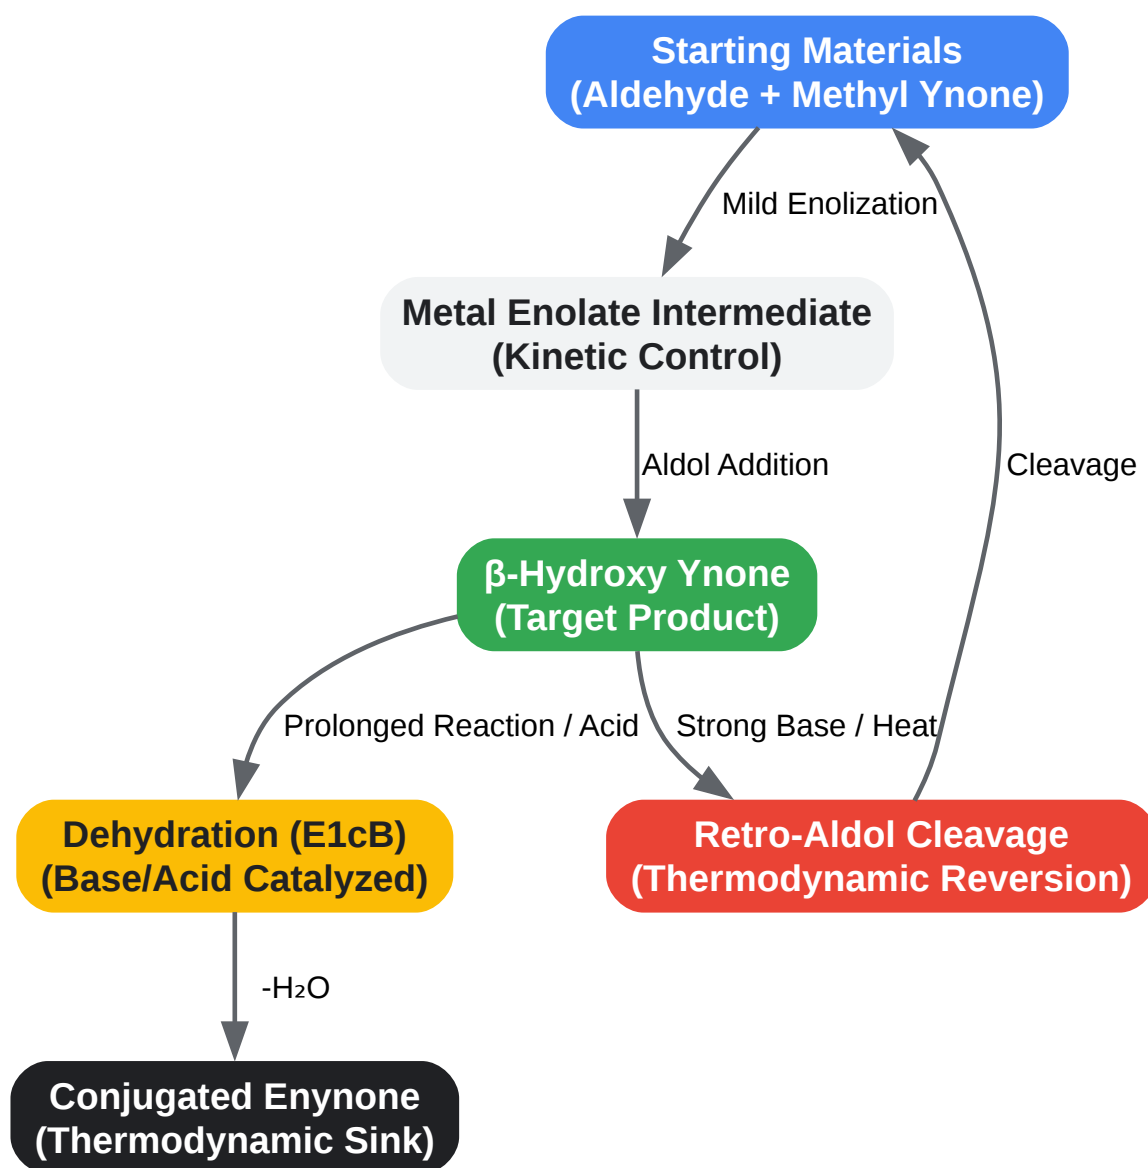 Starting Materials
(Aldehyde + Methyl Ynone)
Mild Enolization
Metal Enolate Intermediate
(Kinetic Control)
Aldol Addition
Cleavage
β-Hydroxy Ynone
(Target Product)
Prolonged Reaction / Acid
Strong Base / Heat
Dehydration (E1cB)
(Base/Acid Catalyzed)
Retro-Aldol Cleavage
(Thermodynamic Reversion)
-H₂O
Conjugated Enynone
(Thermodynamic Sink)